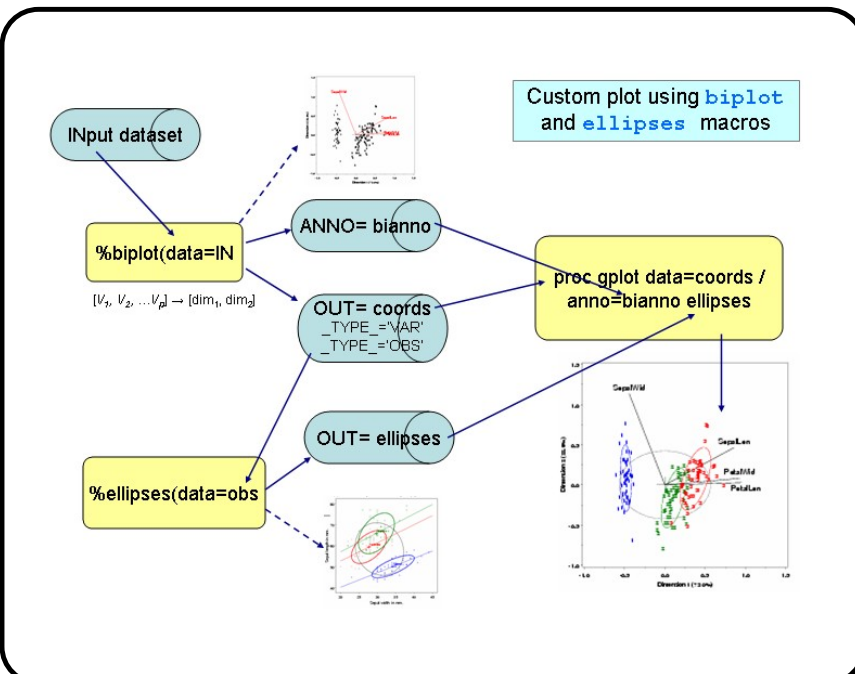 Custom plot using biplot
and ellipses macros
INput dataset
%biplot(data=IN
[V1, V2, …Vp] → [dim1, dim2]
ANNO= bianno
OUT= coords
_TYPE_='VAR'
_TYPE_='OBS'
proc gplot data=coords /
anno=bianno ellipses
OUT= ellipses
%ellipses(data=obs
SepalWid
SepalLen
PetalWid
PetalLen